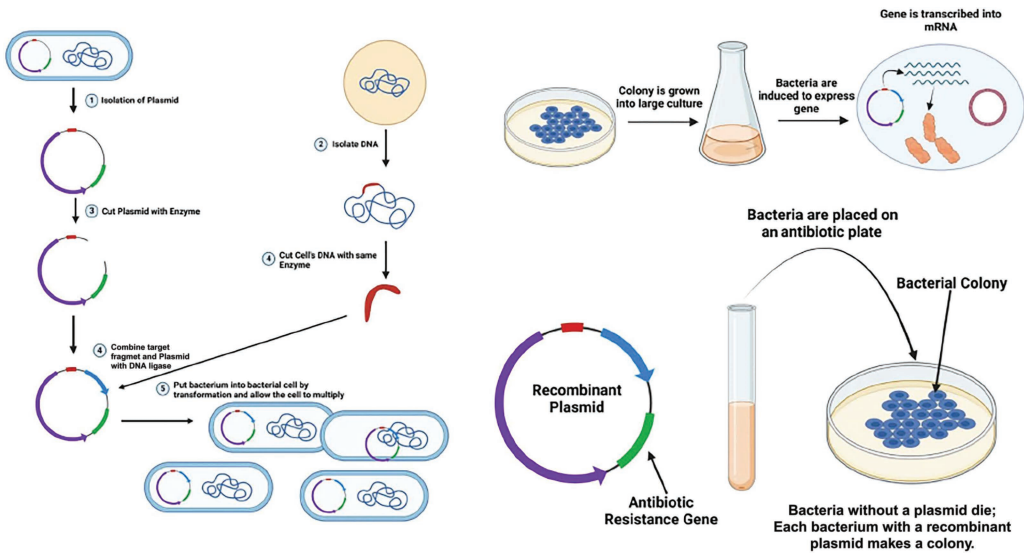 1 Isolation of Plasmid
2 Isolate DNA
3 Cut Plasmid with Enzyme
4 Cut Cell's DNA with same
Enzyme
4 Combine target
fragmet and Plasmid
with DNA ligase
5 Put bacterium into bacterial cell by
transformation and allow the cell to multiply
Colony is grown
into large culture
Bacteria are
induced to express
gene
Gene is transcribed into
mRNA
Recombinant
Plasmid
Antibiotic
Resistance Gene
Bacteria are placed on
an antibiotic plate
Bacterial Colony
Bacteria without a plasmid die;
Each bacterium with a recombinant
plasmid makes a colony.